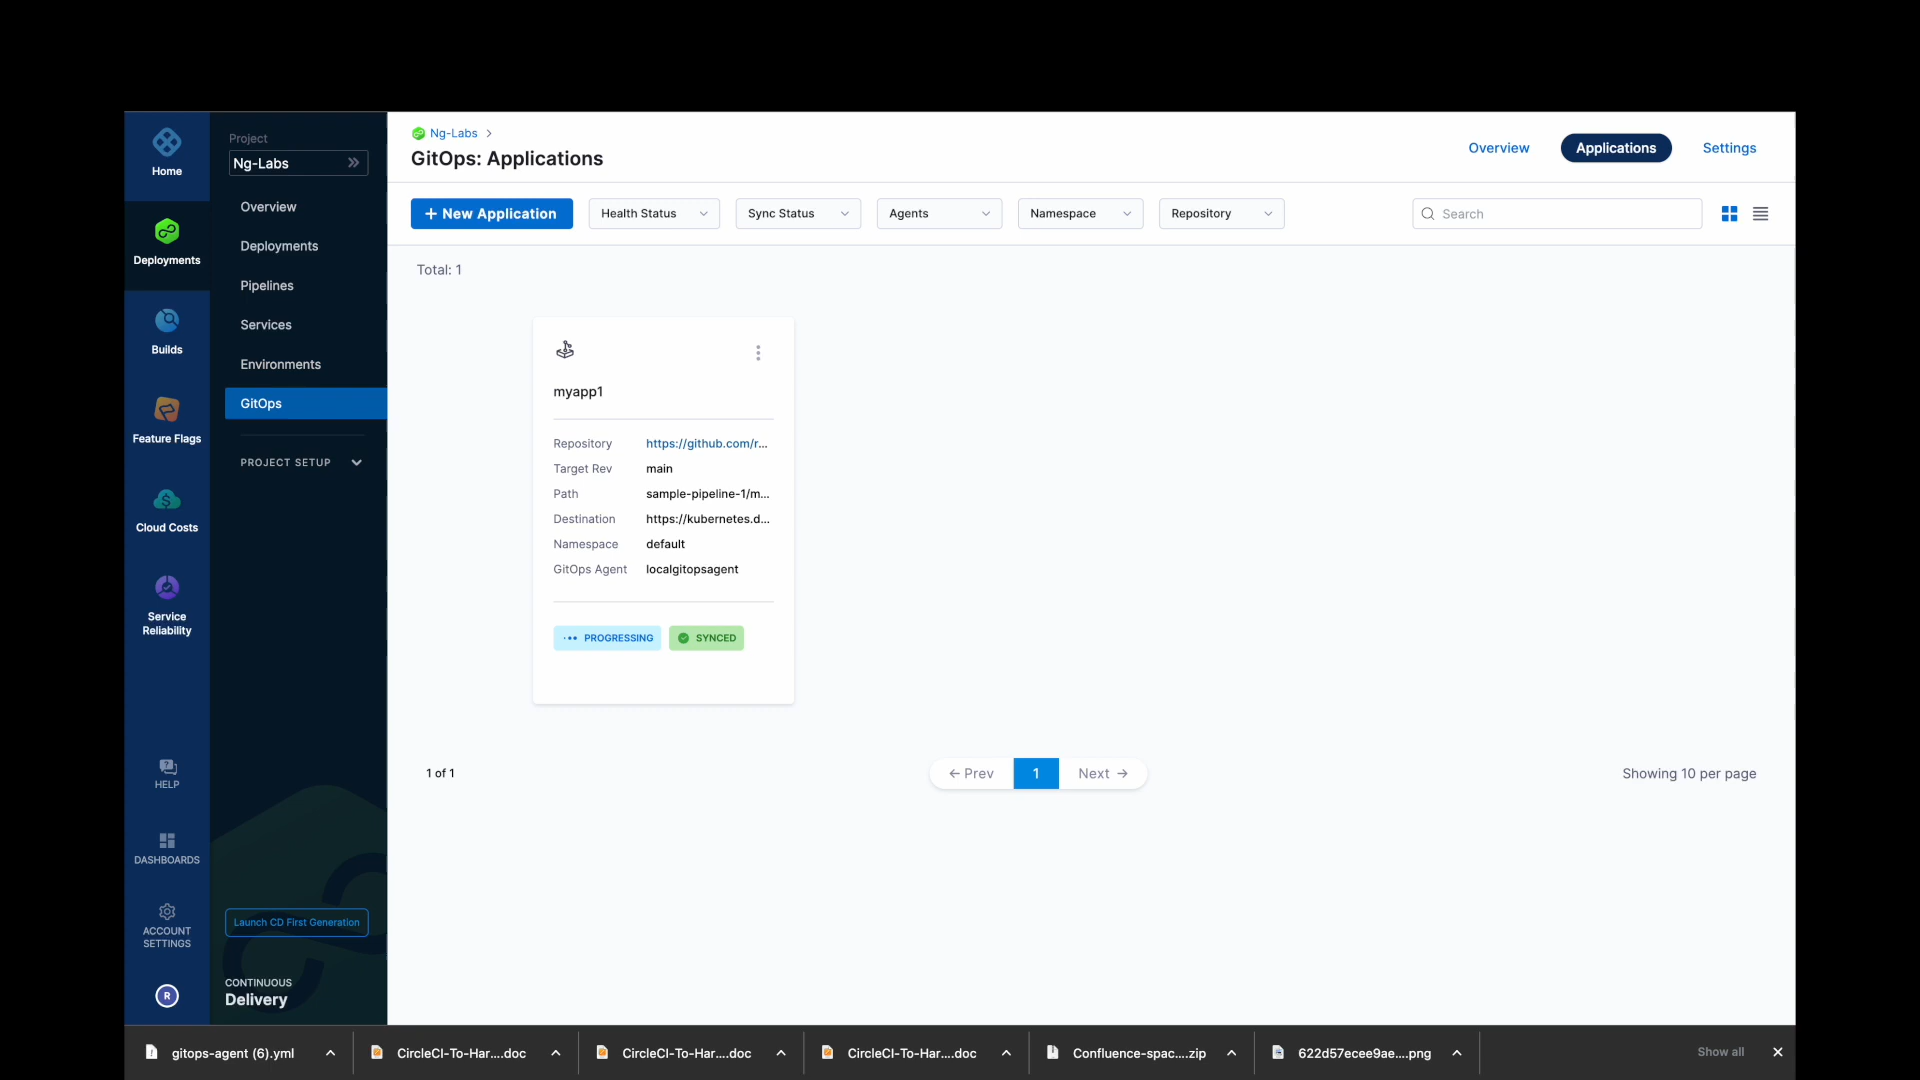 Home
Deployments
Builds
Feature Flags
Cloud Costs
Service
Reliability
HELP
DASHBOARDS
ACCOUNT
SETTINGS
R
Project
Ng-Labs
Overview
Deployments
Pipelines
Services
Environments
GitOps
PROJECT SETUP
Launch CD First Generation
CONTINUOUS
Delivery
Ng-Labs
GitOps: Applications
Overview
Applications
Settings
+ New Application
Health Status
Sync Status
Agents
Namespace
Repository
Search
Total: 1
myapp1
Repository https://github.com/r...
Target Rev main
Path sample-pipeline-1/m...
Destination https://kubernetes.d...
Namespace default
GitOps Agent localgitopsagent
PROGRESSING
SYNCED
1 of 1
Prev
1
Next
Showing 10 per page
gitops-agent (6).yml
CircleCI-To-Har....doc
CircleCI-To-Har....doc
CircleCI-To-Har....doc
Confluence-spac....zip
622d57ecee9ae....png
Show all